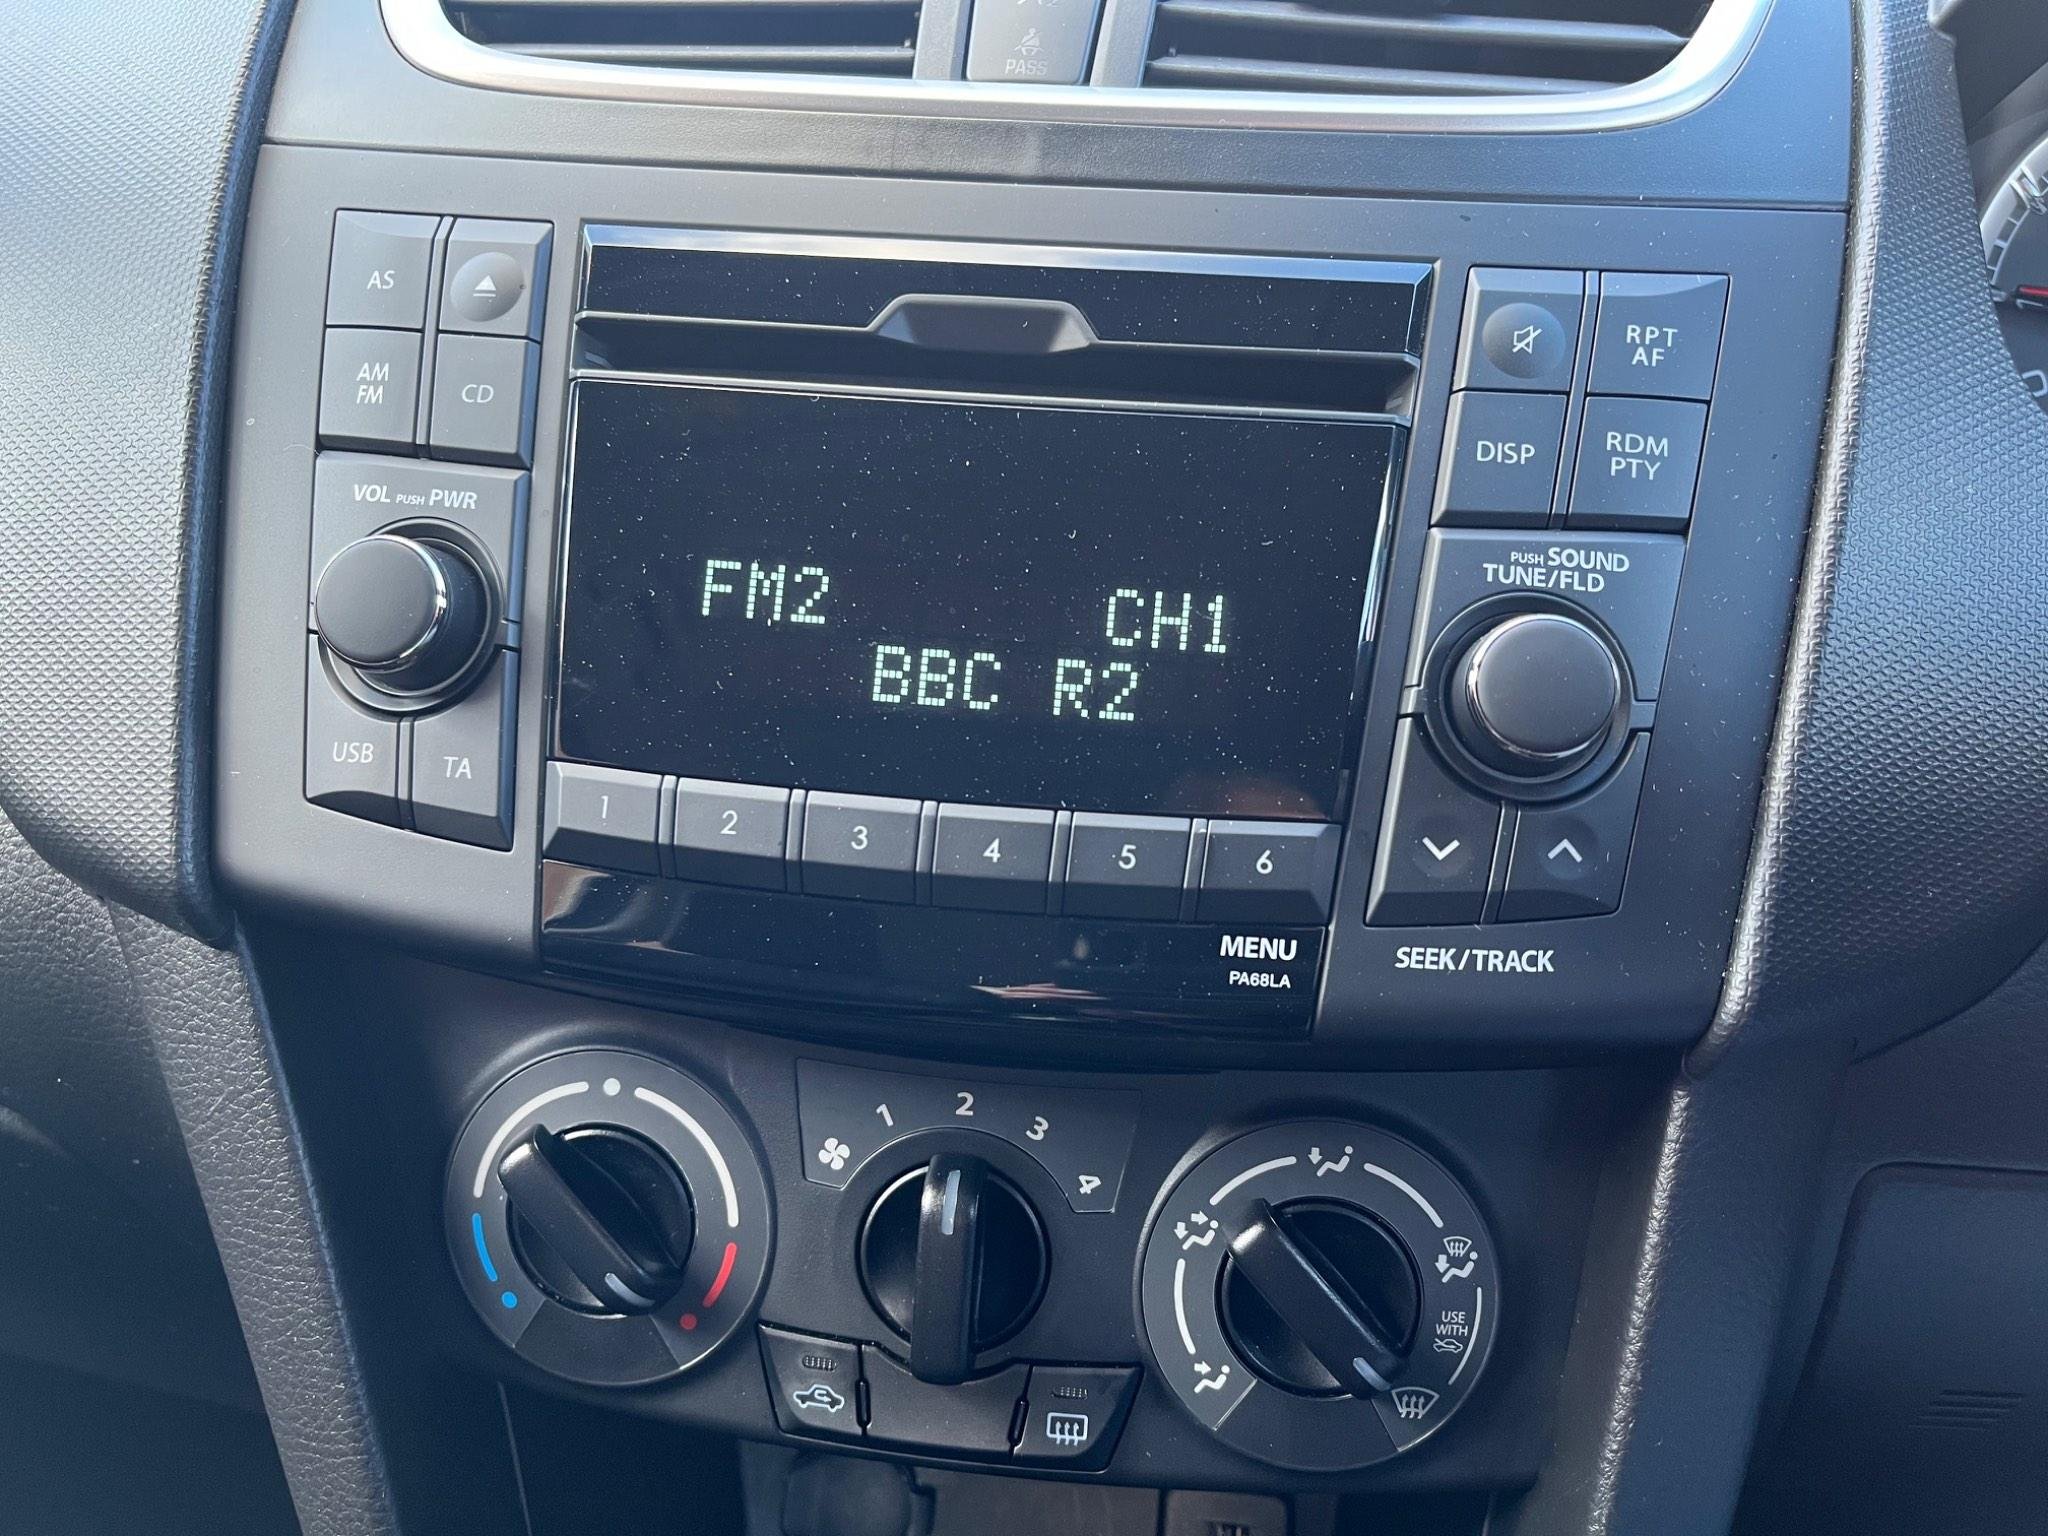 PASS
AS
AM
FM
CD
VOL PUSH PWR
USB
TA
FM2
CH1
BBC R2
RPT
AF
DISP
RDM
PTY
PUSH SOUND
TUNE/FLD
1 2 3 4 5 6
MENU
PA68LA
SEEK/TRACK
1 2 3 4
USE
WITH